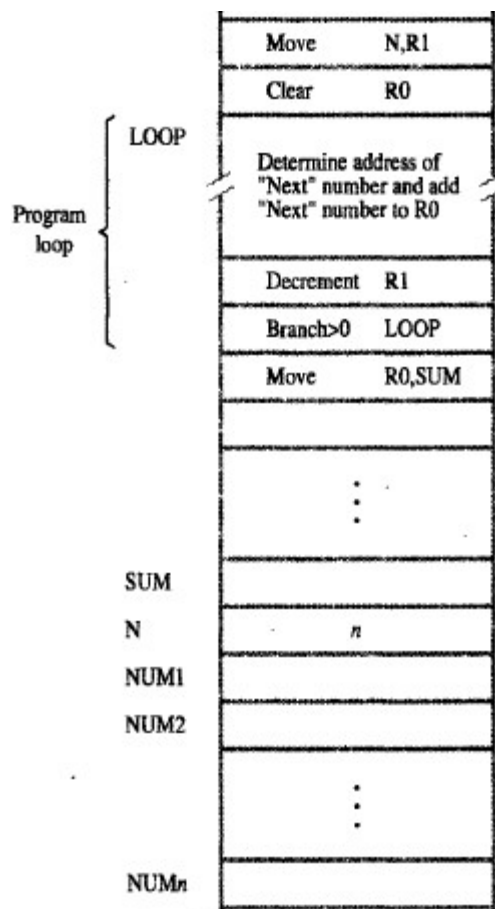 Move N,R1
Clear R0
LOOP
Determine address of
"Next" number and add
"Next" number to R0
Program
loop
Decrement R1
Branch>0 LOOP
Move R0,SUM
SUM
N n
NUM1
NUM2
NUMn